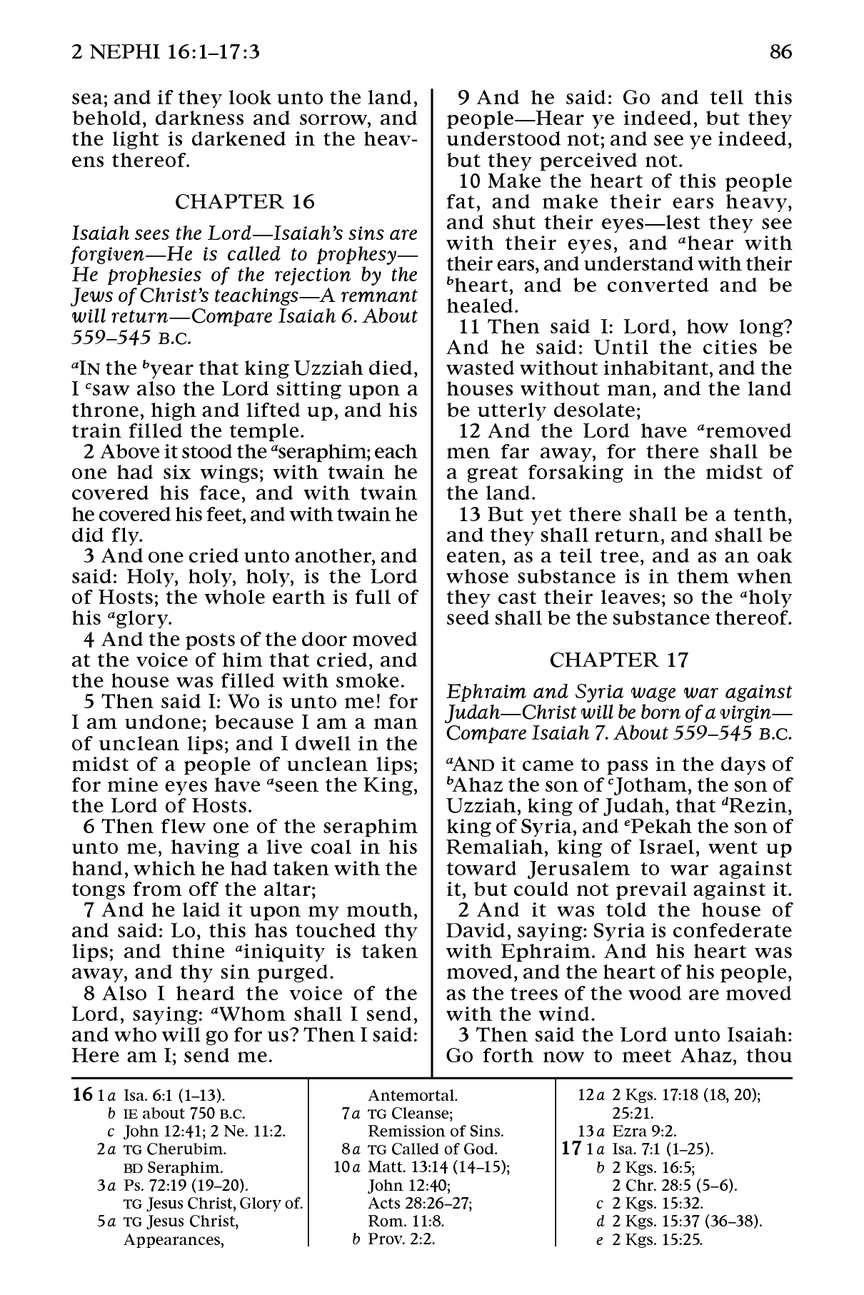 2 NEPHI 16:1–17:3
86
sea; and if they look unto the land,
behold, darkness and sorrow, and
the light is darkened in the heav-
ens thereof.
CHAPTER 16
Isaiah sees the Lord—Isaiah’s sins are
forgiven—He is called to prophesy—
He prophesies of the rejection by the
Jews of Christ’s teachings—A remnant
will return—Compare Isaiah 6. About
559–545 B.C.
aIN the byear that king Uzziah died,
I csaw also the Lord sitting upon a
throne, high and lifted up, and his
train filled the temple.
2 Above it stood the aseraphim; each
one had six wings; with twain he
covered his face, and with twain
he covered his feet, and with twain he
did fly.
3 And one cried unto another, and
said: Holy, holy, holy, is the Lord
of Hosts; the whole earth is full of
his aglory.
4 And the posts of the door moved
at the voice of him that cried, and
the house was filled with smoke.
5 Then said I: Wo is unto me! for
I am undone; because I am a man
of unclean lips; and I dwell in the
midst of a people of unclean lips;
for mine eyes have aseen the King,
the Lord of Hosts.
6 Then flew one of the seraphim
unto me, having a live coal in his
hand, which he had taken with the
tongs from off the altar;
7 And he laid it upon my mouth,
and said: Lo, this has touched thy
lips; and thine ainiquity is taken
away, and thy sin purged.
8 Also I heard the voice of the
Lord, saying: aWhom shall I send,
and who will go for us? Then I said:
Here am I; send me.
9 And he said: Go and tell this
people—Hear ye indeed, but they
understood not; and see ye indeed,
but they perceived not.
10 Make the heart of this people
fat, and make their ears heavy,
and shut their eyes—lest they see
with their eyes, and ahear with
their ears, and understand with their
bheart, and be converted and be
healed.
11 Then said I: Lord, how long?
And he said: Until the cities be
wasted without inhabitant, and the
houses without man, and the land
be utterly desolate;
12 And the Lord have aremoved
men far away, for there shall be
a great forsaking in the midst of
the land.
13 But yet there shall be a tenth,
and they shall return, and shall be
eaten, as a teil tree, and as an oak
whose substance is in them when
they cast their leaves; so the aholy
seed shall be the substance thereof.
CHAPTER 17
Ephraim and Syria wage war against
Judah—Christ will be born of a virgin—
Compare Isaiah 7. About 559–545 B.C.
aAND it came to pass in the days of
bAhaz the son of cJotham, the son of
Uzziah, king of Judah, that dRezin,
king of Syria, and ePekah the son of
Remaliah, king of Israel, went up
toward Jerusalem to war against
it, but could not prevail against it.
2 And it was told the house of
David, saying: Syria is confederate
with Ephraim. And his heart was
moved, and the heart of his people,
as the trees of the wood are moved
with the wind.
3 Then said the Lord unto Isaiah:
Go forth now to meet Ahaz, thou
16 1a Isa. 6:1 (1–13).
b IE about 750 B.C.
c John 12:41; 2 Ne. 11:2.
2a TG Cherubim.
BD Seraphim.
3a Ps. 72:19 (19–20).
TG Jesus Christ, Glory of.
5a TG Jesus Christ,
Appearances,
Antemortal.
7a TG Cleanse;
Remission of Sins.
8a TG Called of God.
10a Matt. 13:14 (14–15);
John 12:40;
Acts 28:26–27;
Rom. 11:8.
b Prov. 2:2.
12a 2 Kgs. 17:18 (18, 20);
25:21.
13a Ezra 9:2.
17 1a Isa. 7:1 (1–25).
b 2 Kgs. 16:5;
2 Chr. 28:5 (5–6).
c 2 Kgs. 15:32.
d 2 Kgs. 15:37 (36–38).
e 2 Kgs. 15:25.